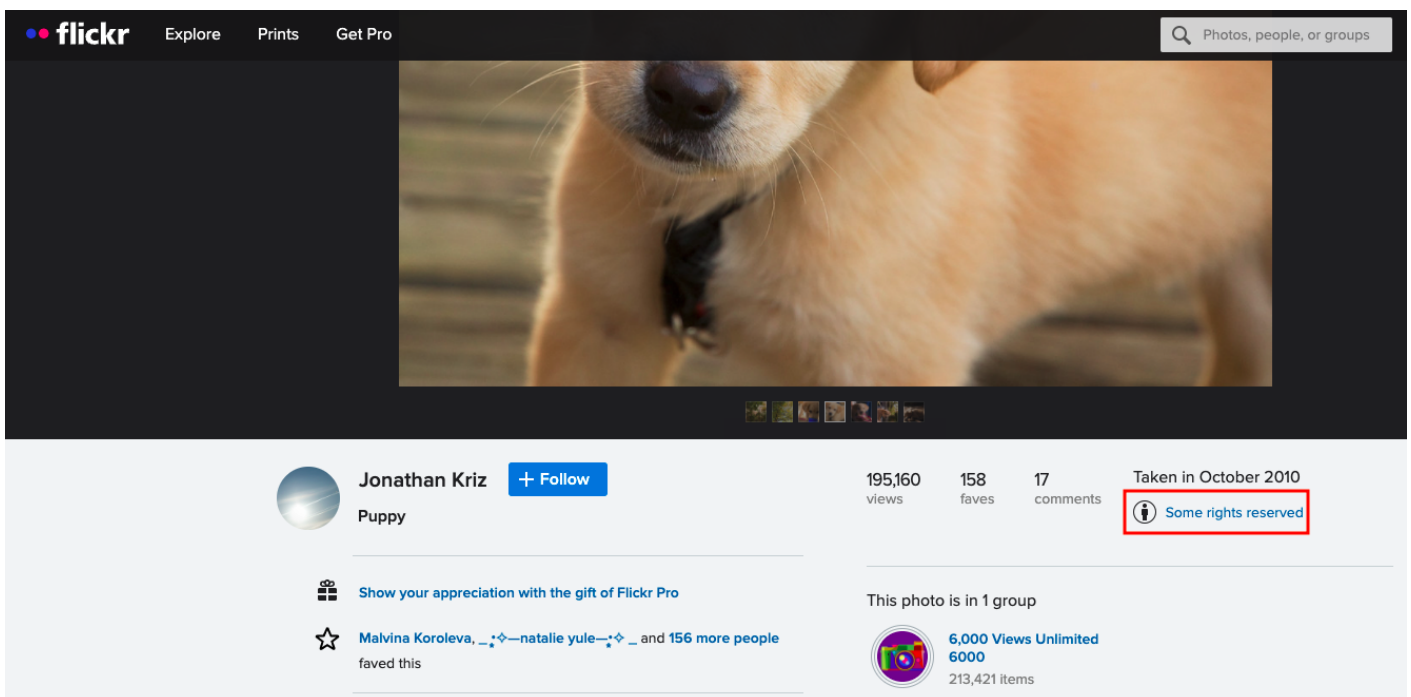 flickr Explore Prints Get Pro Photos, people, or groups
Jonathan Kriz + Follow
Puppy
195,160 views
158 faves
17 comments
Taken in October 2010
Some rights reserved
Show your appreciation with the gift of Flickr Pro
Malvina Koroleva, _ ⡁✧—natalie yule—⡁✧ _ and 156 more people
faved this
This photo is in 1 group
6,000 Views Unlimited
6000
213,421 items